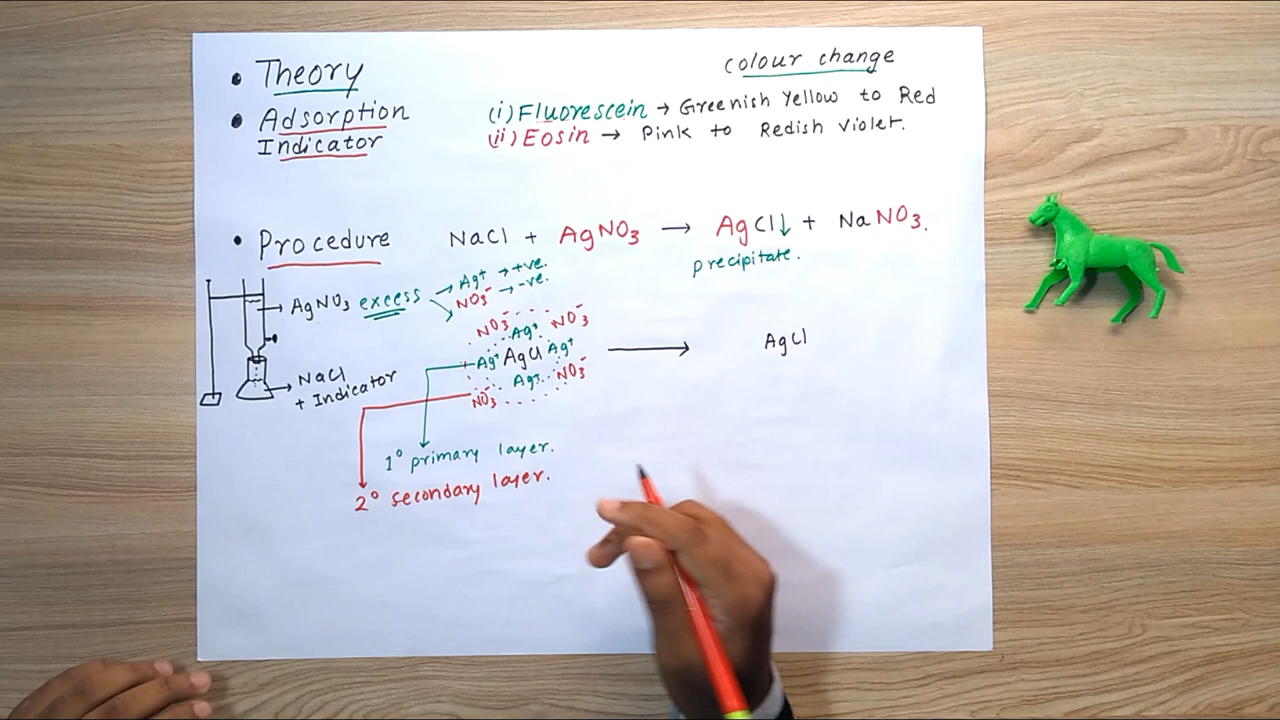 • Theory
• Adsorption
Indicator
colour change
(i) Fluorescein → Greenish Yellow to Red
(ii) Eosin → Pink to Redish Violet.
• Procedure
NaCl + AgNO3 → AgCl↓ + NaNO3.
precipitate.
→ AgNO3 excess
→ Ag+ → +ve.
NO3- → -ve.
→ NaCl
+ Indicator
NO3- Ag+ NO3-
Ag+ AgCl Ag+
NO3- Ag+ NO3-
→ AgCl
1° primary layer.
2° secondary layer.